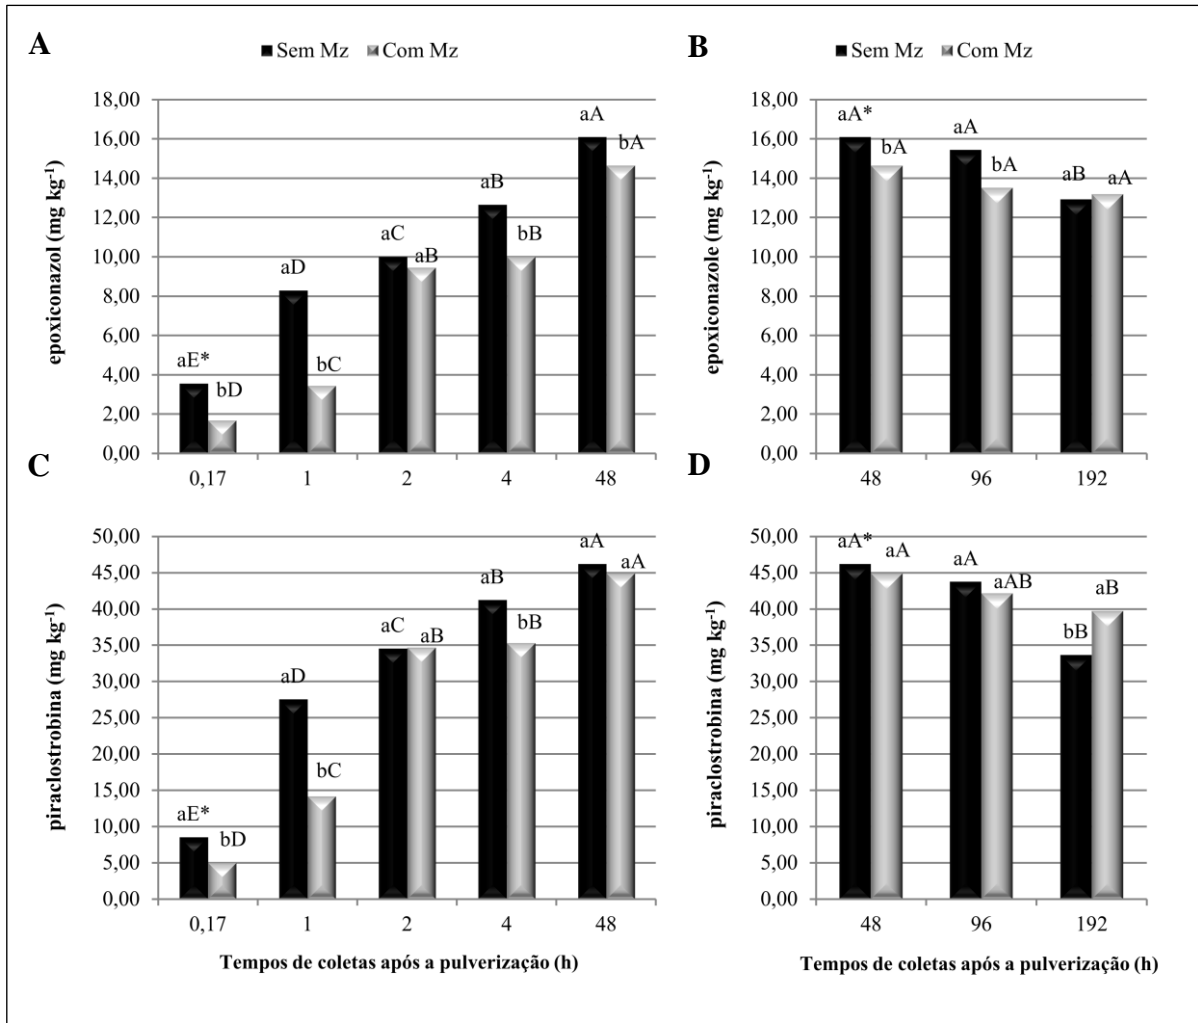 A
Sem Mz Com Mz
epoxiconazol (mg kg⁻¹)
18,00
16,00
14,00
12,00
10,00
8,00
6,00
4,00
2,00
0,00
aE* bD aD bC aC aB aB bB aA bA
0,17 1 2 4 48
B
Sem Mz Com Mz
epoxiconazole (mg kg⁻¹)
18,00
16,00
14,00
12,00
10,00
8,00
6,00
4,00
2,00
0,00
aA* bA aA bA aB aA
48 96 192
C
piraclostrobina (mg kg⁻¹)
50,00
45,00
40,00
35,00
30,00
25,00
20,00
15,00
10,00
5,00
0,00
aE* bD aD bC aC aB aB bB aA aA
0,17 1 2 4 48
Tempos de coletas após a pulverização (h)
D
piraclostrobina (mg kg⁻¹)
50,00
45,00
40,00
35,00
30,00
25,00
20,00
15,00
10,00
5,00
0,00
aA* aA aA aAB bB aB
48 96 192
Tempos de coletas após a pulverização (h)